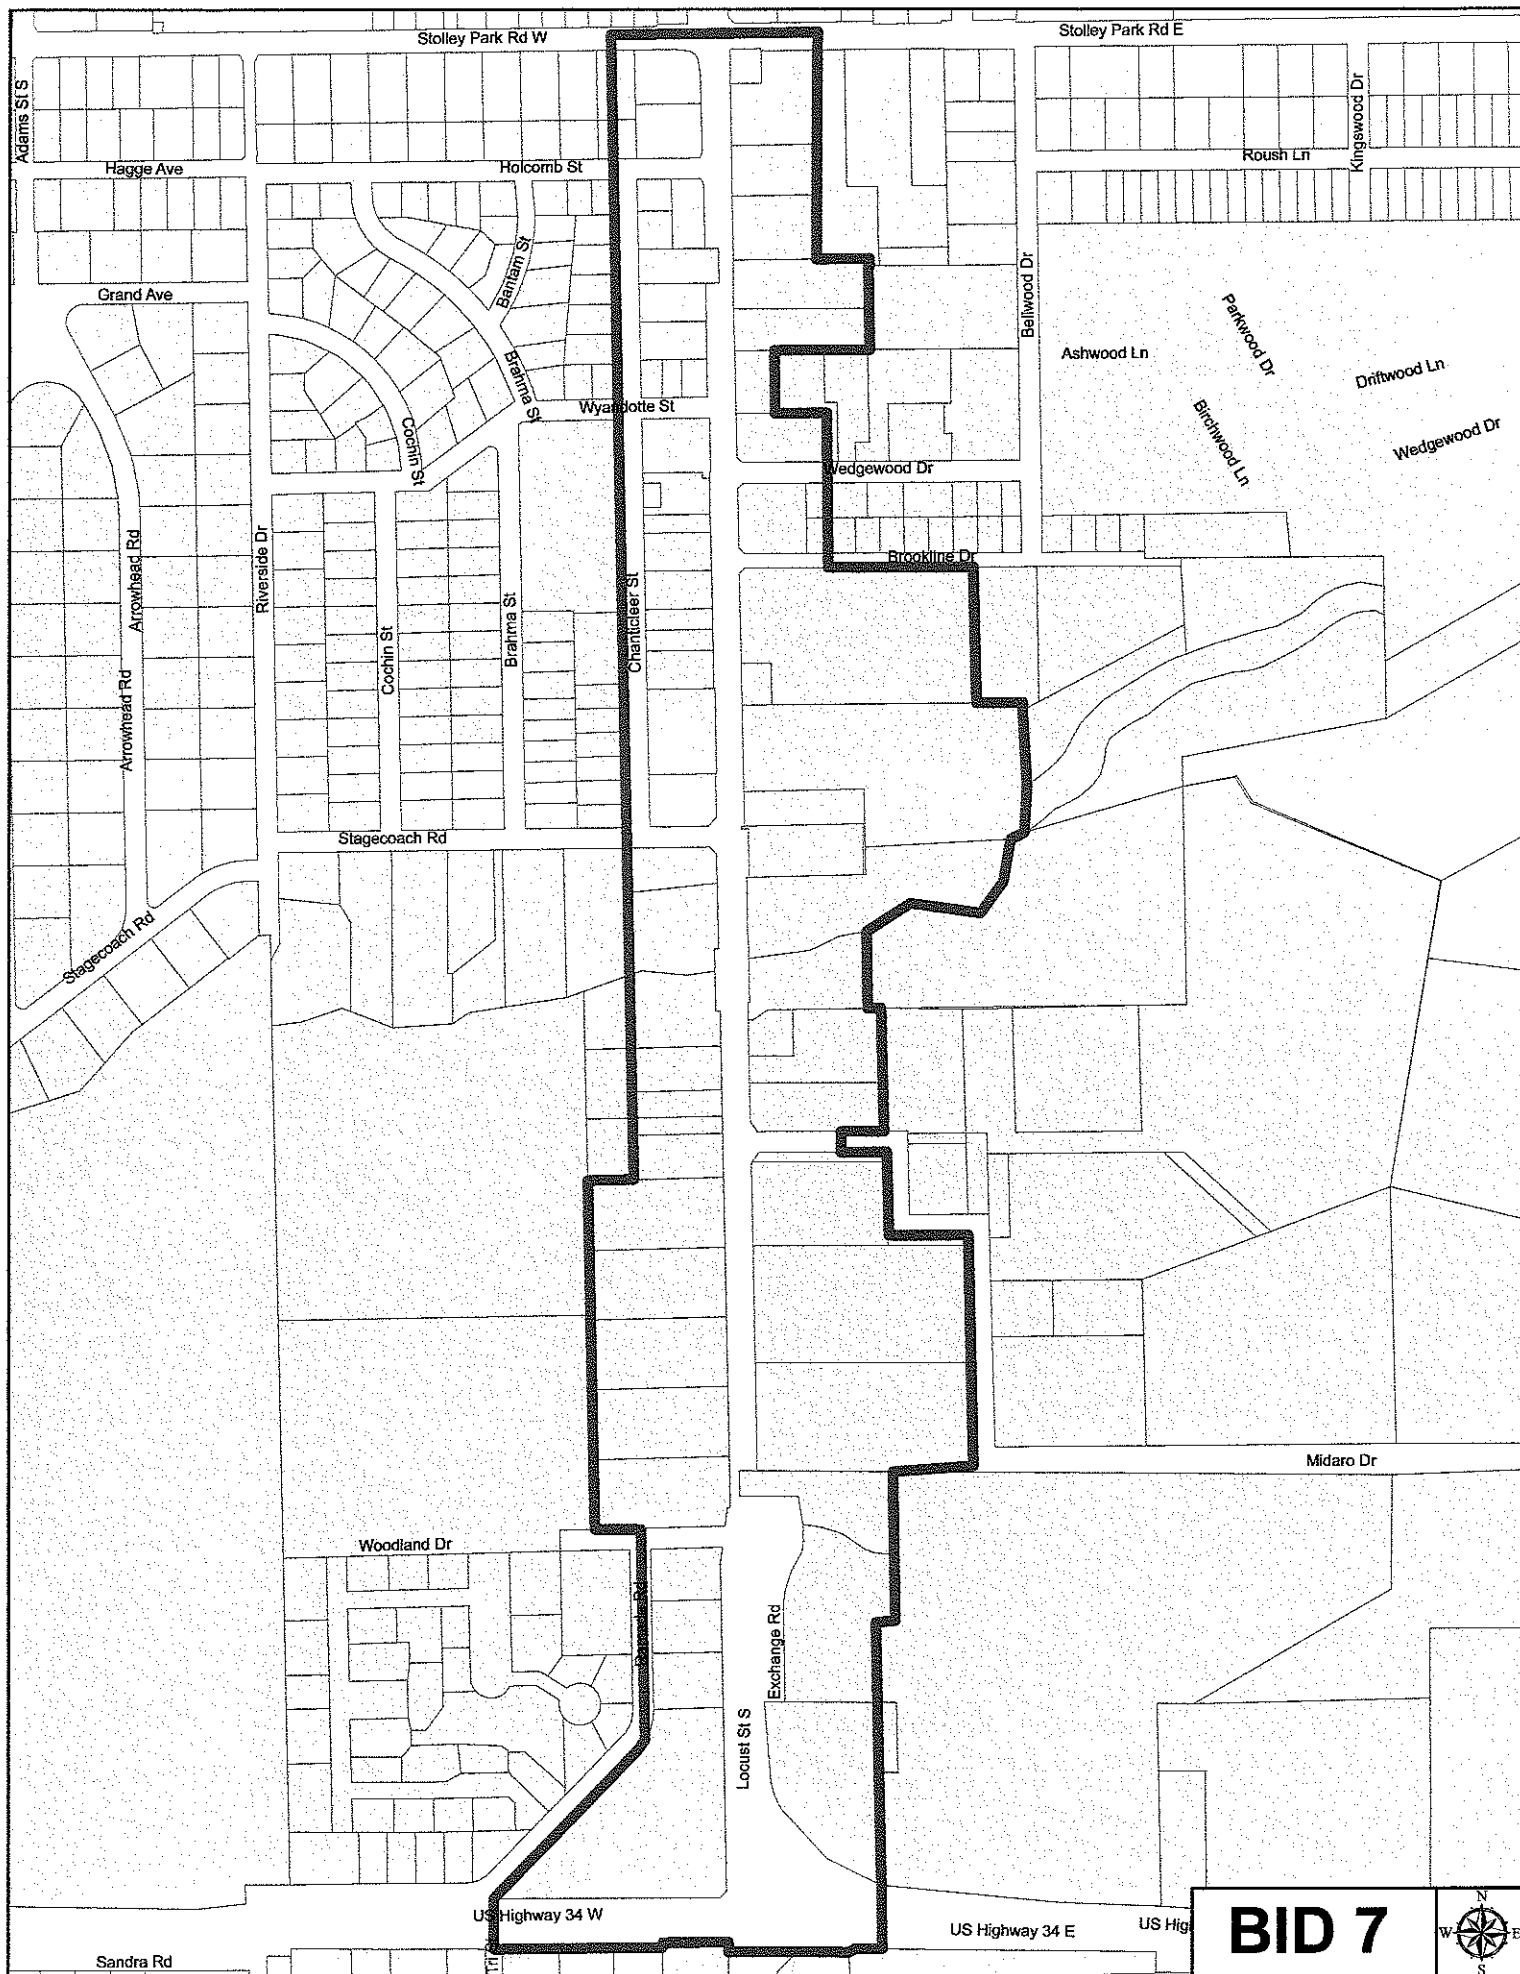 Stolley Park Rd W
Stolley Park Rd E
Adams St S
Kingswood Dr
Hagge Ave
Holcomb St
Roush Ln
Bantam St
Grand Ave
Bellwood Dr
Parkwood Dr
Ashwood Ln
Driftwood Ln
Brahma St
Wyandotte St
Birchwood Ln
Cochin St
Wedgewood Dr
Wedgewood Dr
Arrowhead Rd
Riverside Dr
Brookline Dr
Brahma St
Chanticleer St
Cochin St
Arrowhead Rd
Stagecoach Rd
Stagecoach Rd
Midaro Dr
Woodland Dr
Exchange Rd
Locust St S
US Highway 34 W
US Highway 34 E
US Hig
Sandra Rd
Tri
BID 7
N
W E
S